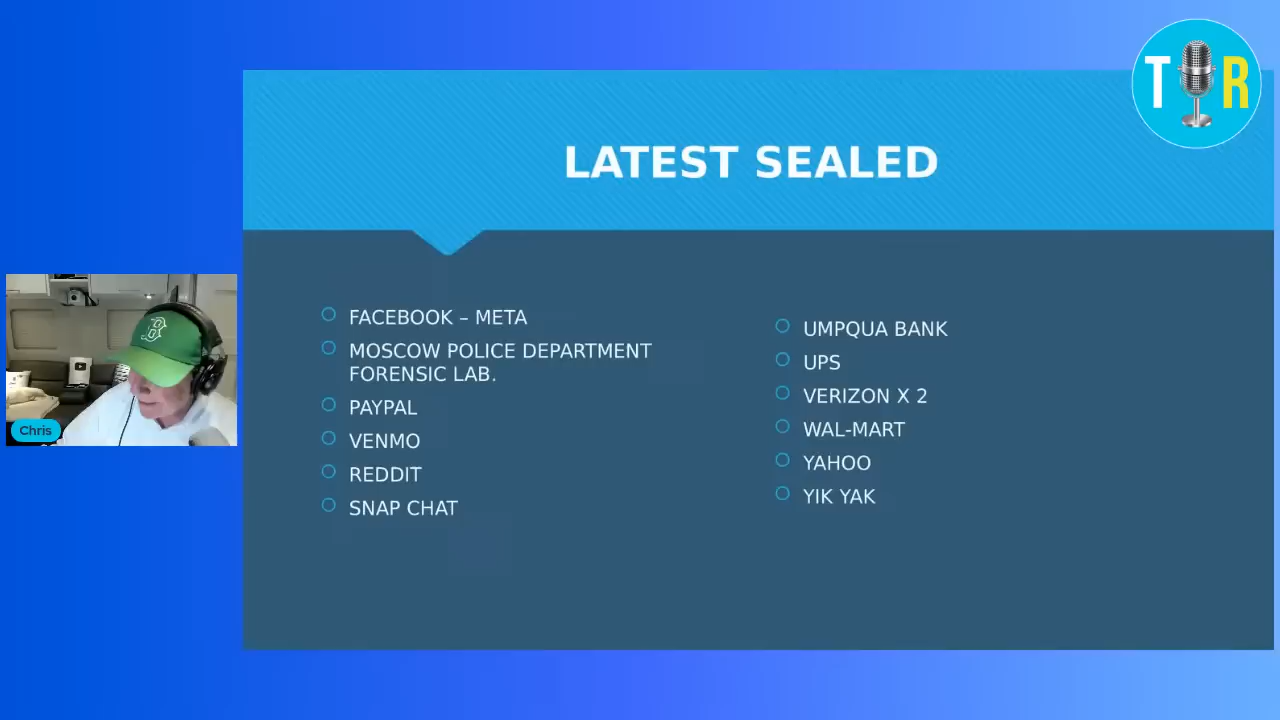 T R
LATEST SEALED
FACEBOOK – META
MOSCOW POLICE DEPARTMENT
FORENSIC LAB.
PAYPAL
VENMO
REDDIT
SNAP CHAT
UMPQUA BANK
UPS
VERIZON X 2
WAL-MART
YAHOO
YIK YAK
B
Chris